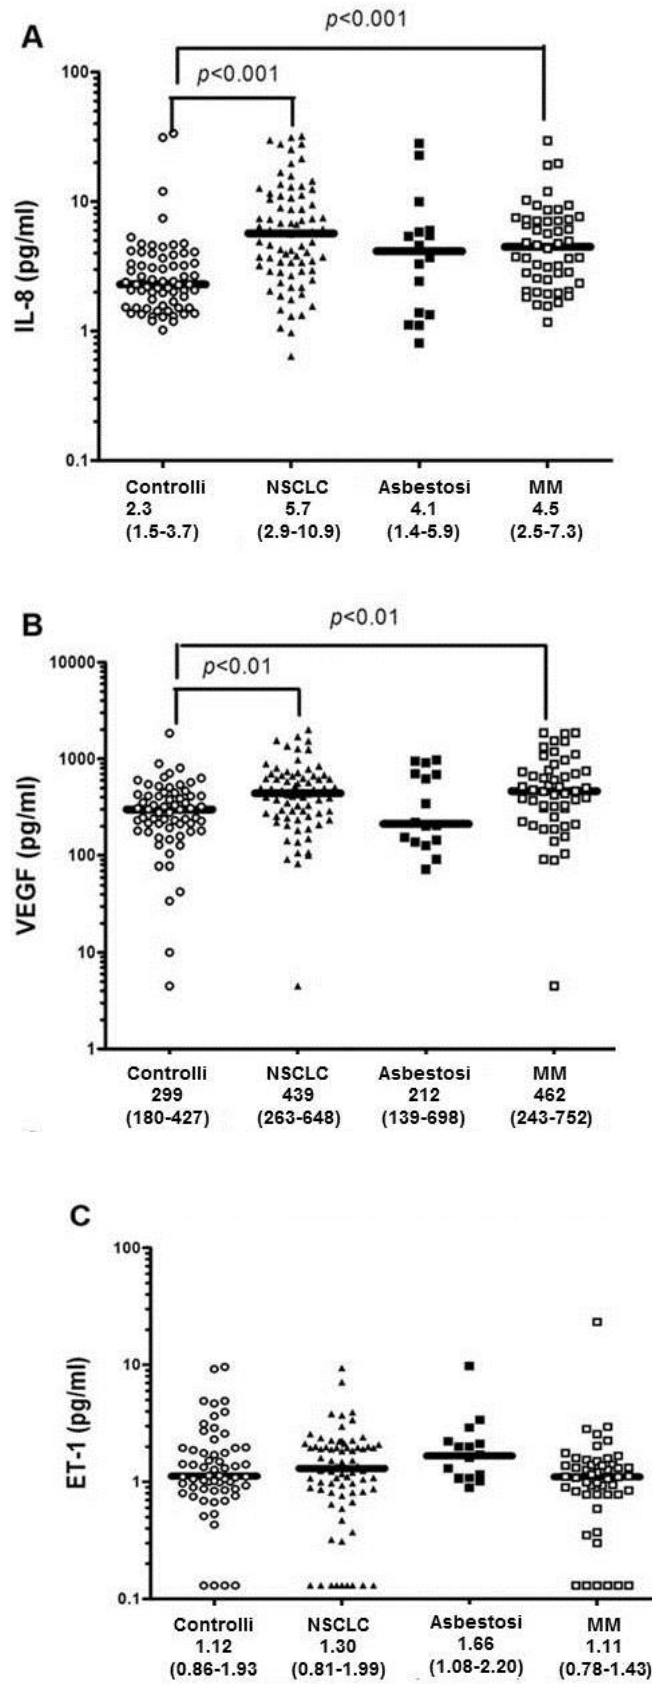 A
p<0.001
p<0.001
100
10
1
0.1
IL-8 (pg/ml)
Controlli NSCLC Asbestosi MM
2.3 5.7 4.1 4.5
(1.5-3.7) (2.9-10.9) (1.4-5.9) (2.5-7.3)
B
p<0.01
p<0.01
10000
1000
100
10
1
VEGF (pg/ml)
Controlli NSCLC Asbestosi MM
299 439 212 462
(180-427) (263-648) (139-698) (243-752)
C
100
10
1
0.1
ET-1 (pg/ml)
Controlli NSCLC Asbestosi MM
1.12 1.30 1.66 1.11
(0.86-1.93 (0.81-1.99) (1.08-2.20) (0.78-1.43)